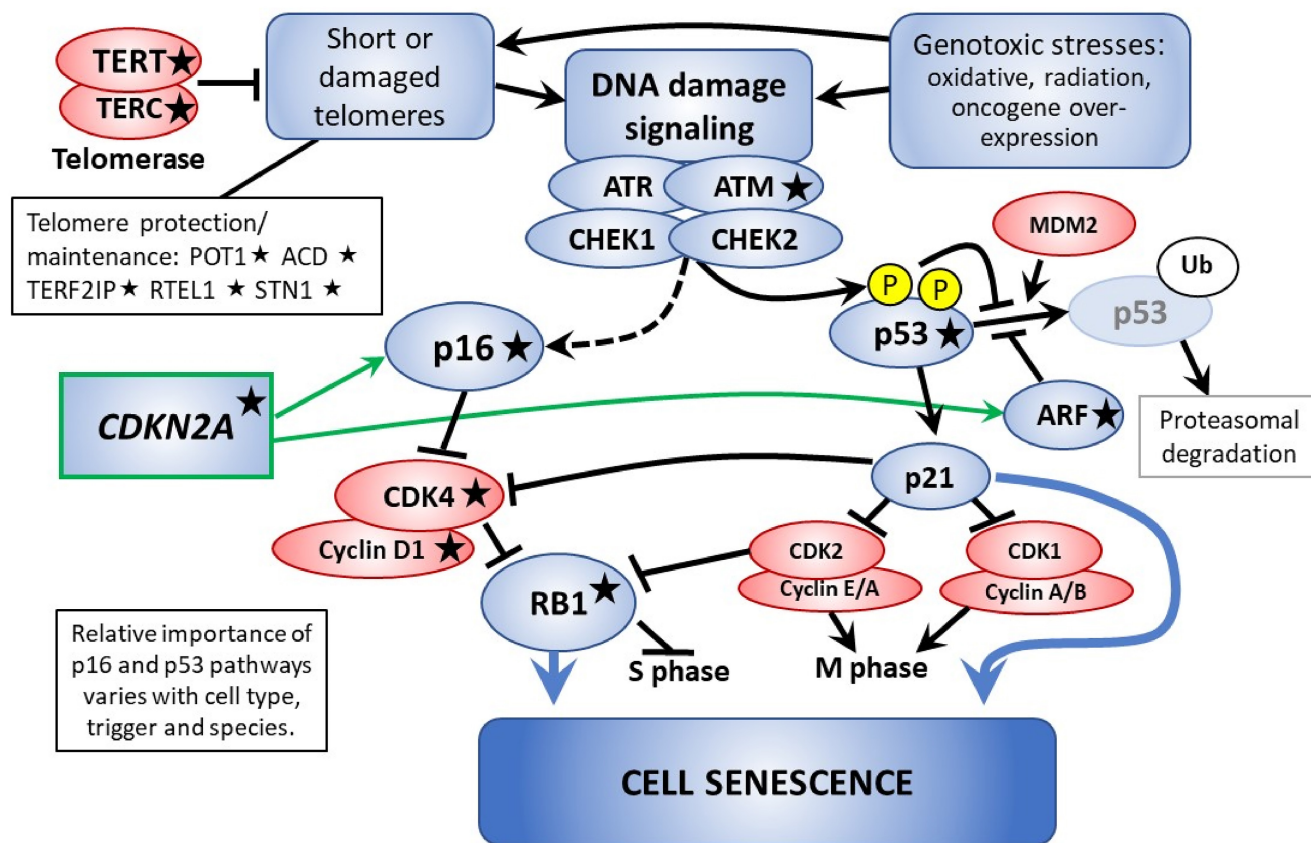 TERT★
TERC★
Telomerase
Short or
damaged
telomeres
DNA damage
signaling
Genotoxic stresses:
oxidative, radiation,
oncogene over-
expression
ATR
ATM★
CHEK1
CHEK2
Telomere protection/
maintenance: POT1★ ACD ★
TERF2IP★ RTEL1 ★ STN1 ★
MDM2
Ub
P
P
p53★
p53
p16★
CDKN2A★
ARF★
Proteasomal
degradation
CDK4★
Cyclin D1★
p21
CDK2
Cyclin E/A
CDK1
Cyclin A/B
RB1★
S phase
M phase
Relative importance of
p16 and p53 pathways
varies with cell type,
trigger and species.
CELL SENESCENCE